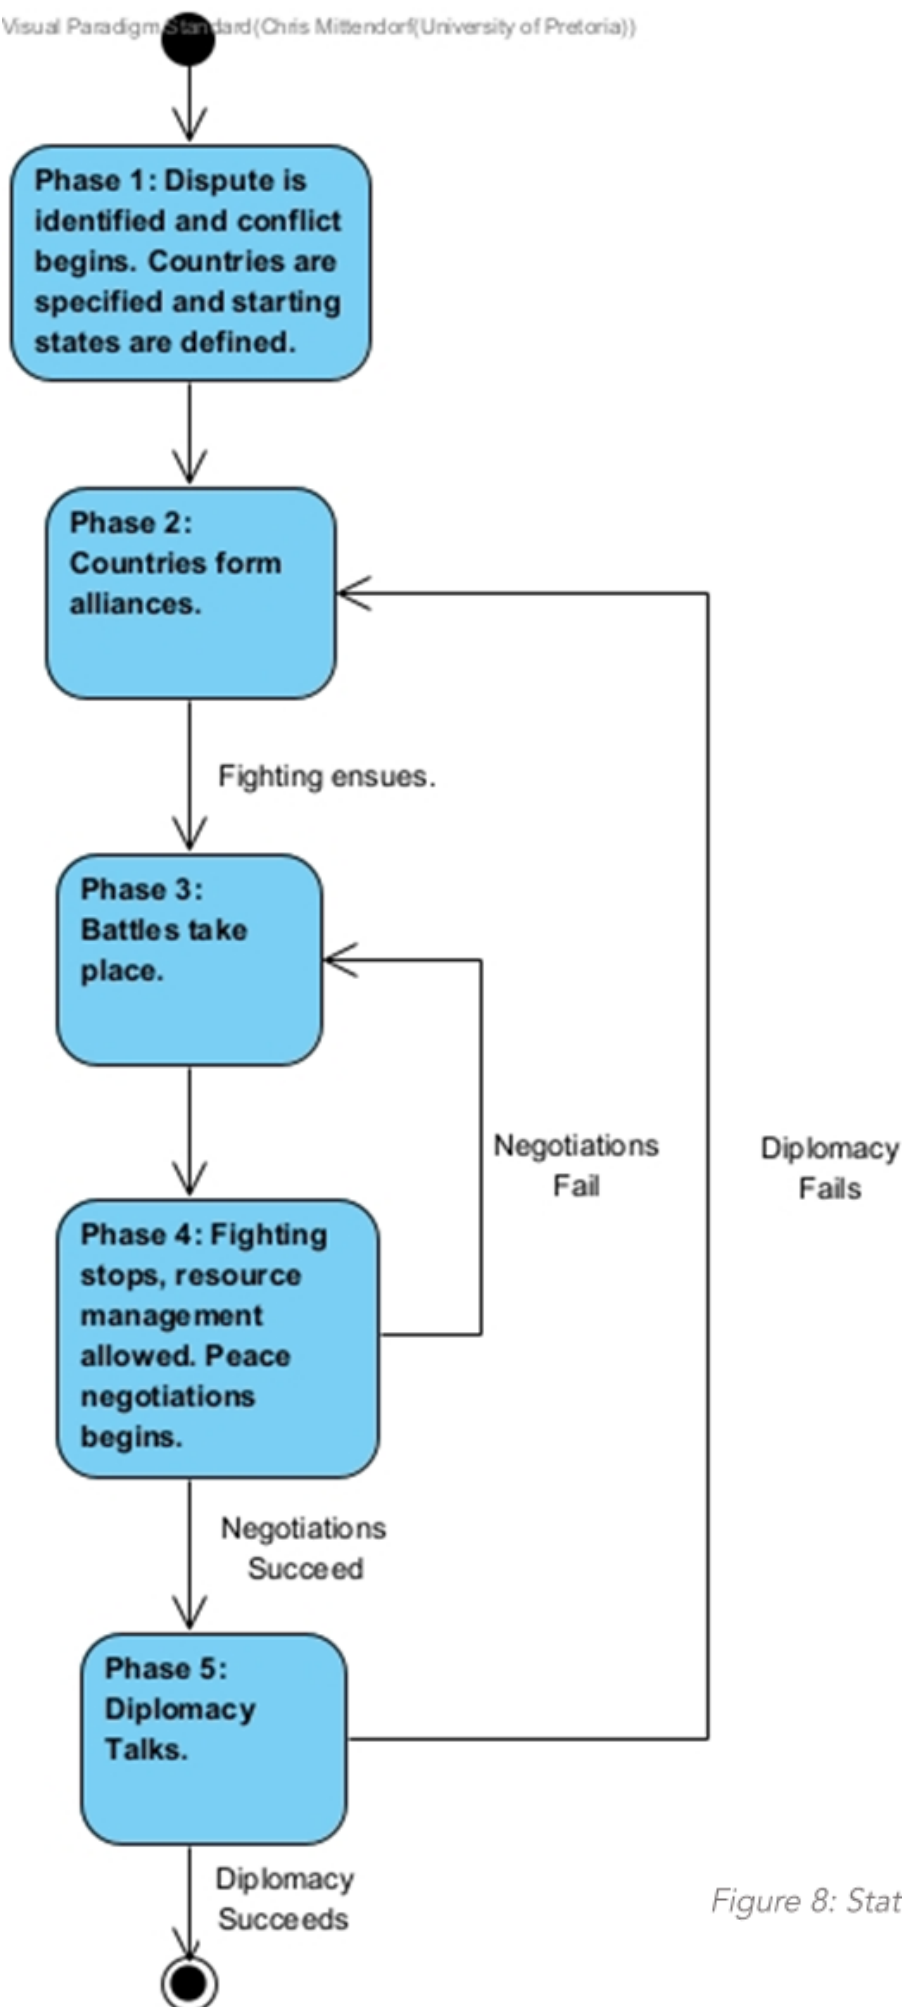 Visual Paradigm Standard(Chris Mittendorf(University of Pretoria))
Phase 1: Dispute is
identified and conflict
begins. Countries are
specified and starting
states are defined.
Phase 2:
Countries form
alliances.
Fighting ensues.
Phase 3:
Battles take
place.
Negotiations
Fail
Diplomacy
Fails
Phase 4: Fighting
stops, resource
management
allowed. Peace
negotiations
begins.
Negotiations
Succeed
Phase 5:
Diplomacy
Talks.
Diplomacy
Succeeds
Figure 8: Stat